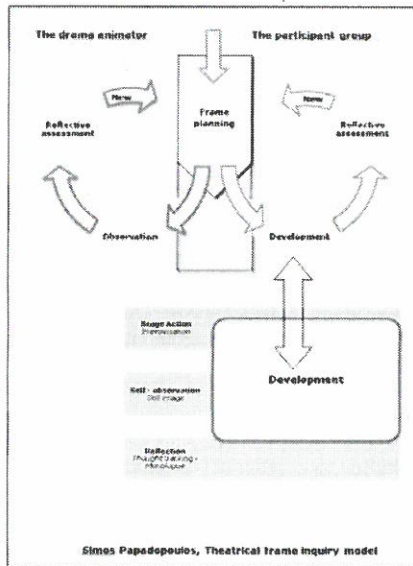 The drama animator
The participant group
New
Frame
planning
New
Reflective
assessment
Reflective
assessment
Observation
Development
Stage Action
Improvisation
Development
Self - observation
Still image
Reflection
Thought tracking -
Monologue
Simos Papadopoulos, Theatrical frame inquiry model